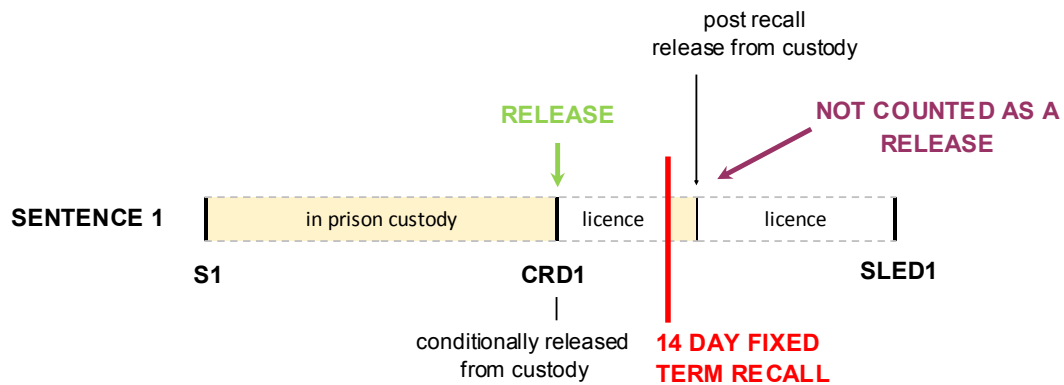 post recall
release from custody
RELEASE
NOT COUNTED AS A
RELEASE
SENTENCE 1
in prison custody
licence
licence
S1
CRD1
SLED1
conditionally released
from custody
14 DAY FIXED
TERM RECALL